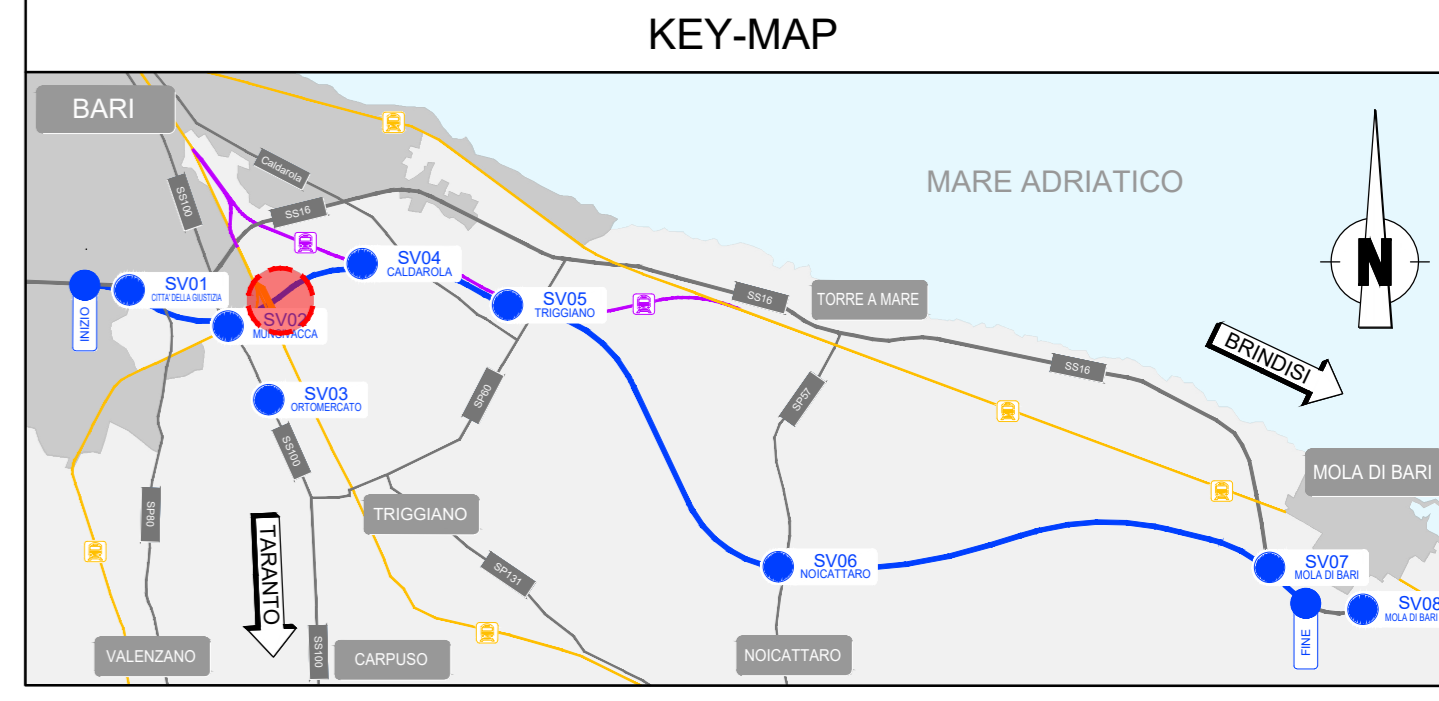 KEY-MAP
BARI
MARE ADRIATICO
N
Caldarola
SS100
SS16
SV04
CALDAROLA
SV01
CITTA' DELLA GIUSTIZIA
SV05
TRIGGIANO
SS16
TORRE A MARE
INIZIO
SV02
MUNGIVACCA
BRINDISI
SS16
SV03
ORTOMERCATO
SP60
SP57
SS100
MOLA DI BARI
SP80
TRIGGIANO
TARANTO
SP131
SV06
NOICATTARO
SV07
MOLA DI BARI
SV08
MOLA DI BARI
FINE
VALENZANO
SS100
CARPUSO
NOICATTARO